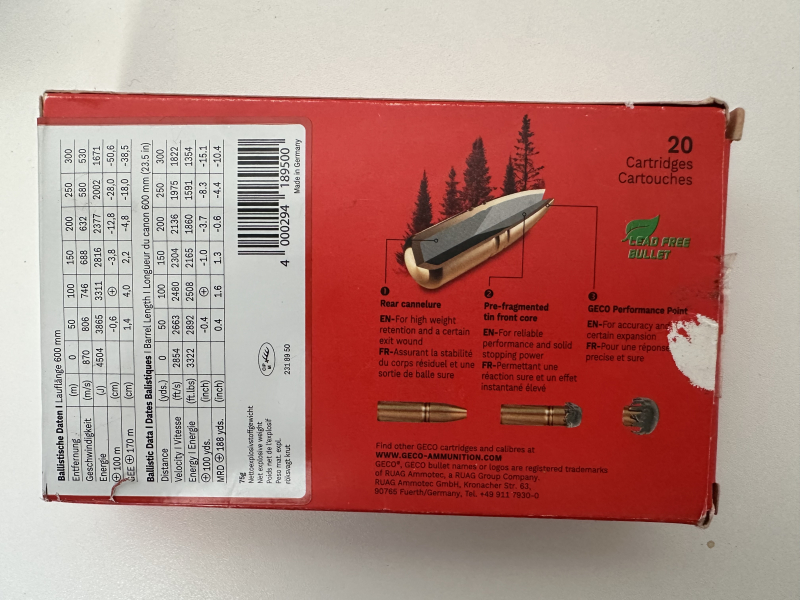 Ballistische Daten I Lauflänge 600 mm
Entfernung (m) 0 50 100 150 200 250 300
Geschwindigkeit (m/s) 870 806 746 688 632 580 530
Energie (J) 4504 3865 3311 2816 2377 2002 1671
⊕ 100 m (cm) -0,6 ⊕ -3,8 -12,8 -28,0 -50,6
GEE ⊕ 170 m (cm) 1,4 4,0 2,2 -4,8 -18,0 -38,5
Ballistic Data I Dates Balistiques I Barrel Length I Longueur du canon 600 mm (23.5 in)
Distance (yds.) 0 50 100 150 200 250 300
Velocity I Vitesse (ft/s) 2854 2663 2480 2304 2136 1975 1822
Energy I Energie (ft.lbs) 3322 2892 2508 2165 1860 1591 1354
⊕ 100 yds. (inch) -0.4 ⊕ -1.0 -3.7 -8.3 -15.1
MRD ⊕ 188 yds. (inch) 0.4 1.6 1.3 -0.6 -4.4 -10.4
Nettoexplosivstoffgewicht
Net explosive weight
Poids net de l'explosif
Peso mat. expl.
231 89 50
4 000294 189500
Made in Germany
20
Cartridges
Cartouches
LEAD FREE
BULLET
1
Rear cannelure
EN–For high weight
retention and a certain
exit wound
FR–Assurant la stabilité
du corps résiduel et une
sortie de balle sure
2
Pre-fragmented
tin front core
EN–For reliable
performance and solid
stopping power
FR–Permettant une
réaction sure et un effet
instantané élevé
3
GECO Performance Point
EN–For accuracy and
certain expansion
FR–Pour une réponse
precise et sure
Find other GECO cartridges and calibres at
WWW.GECO-AMMUNITION.COM
GECO®, GECO bullet names or logos are registered trademarks
of RUAG Ammotec, a RUAG Group Company.
RUAG Ammotec GmbH, Kronacher Str. 63,
90765 Fuerth/Germany, Tel. +49 911 7930-0